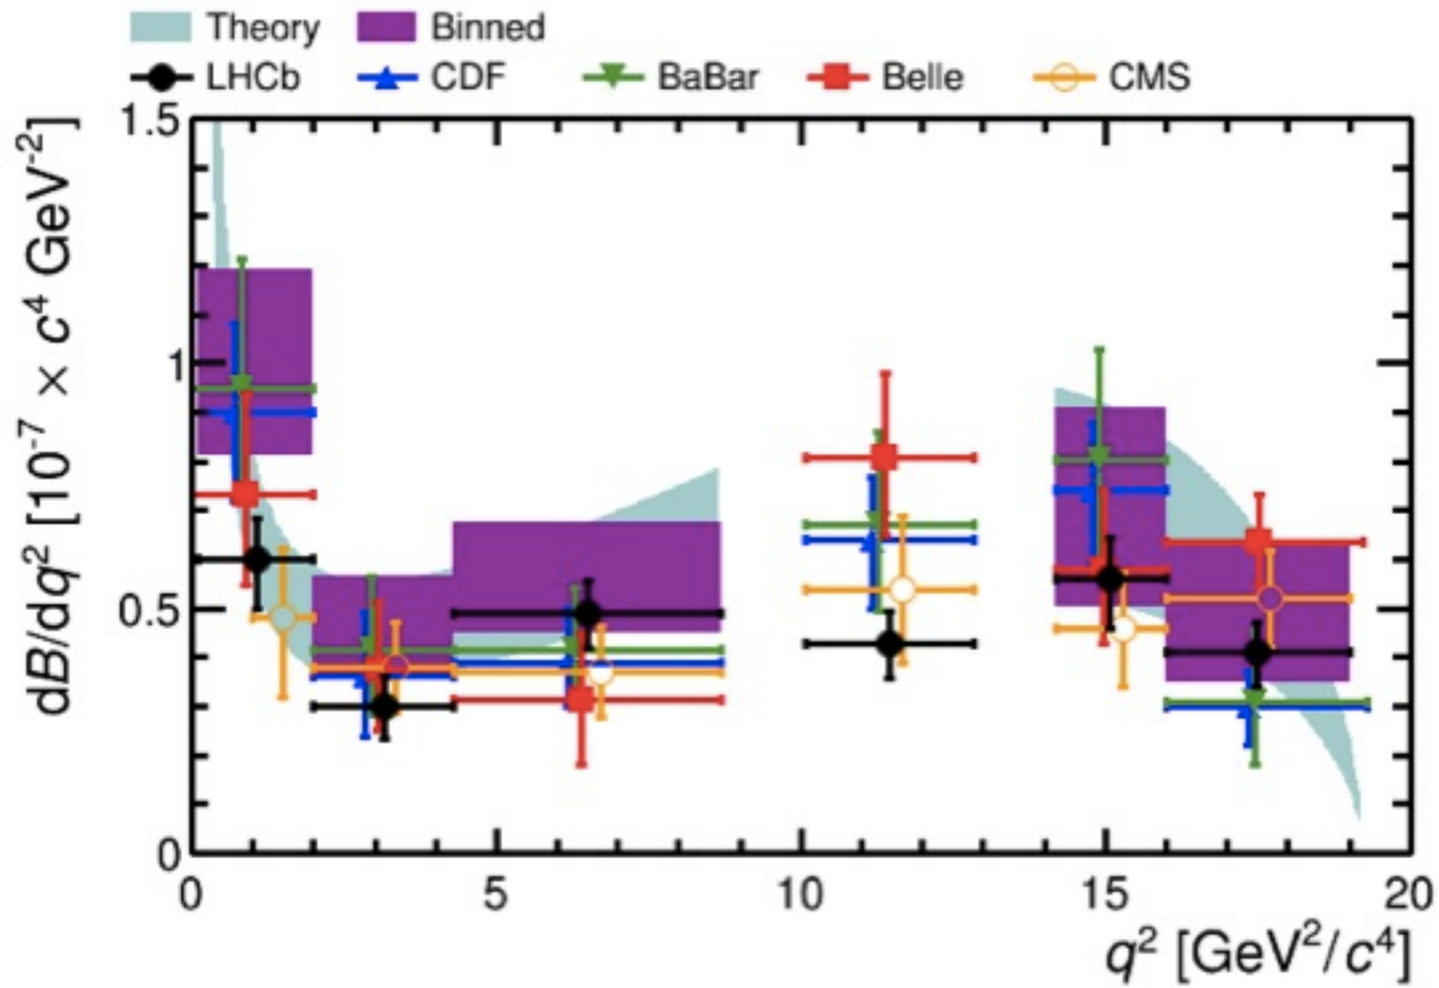 Theory Binned
LHCb CDF BaBar Belle CMS
dB/dq² [10⁻⁷ × c⁴ GeV⁻²]
1.5
1
0.5
0
0 5 10 15 20
q² [GeV²/c⁴]